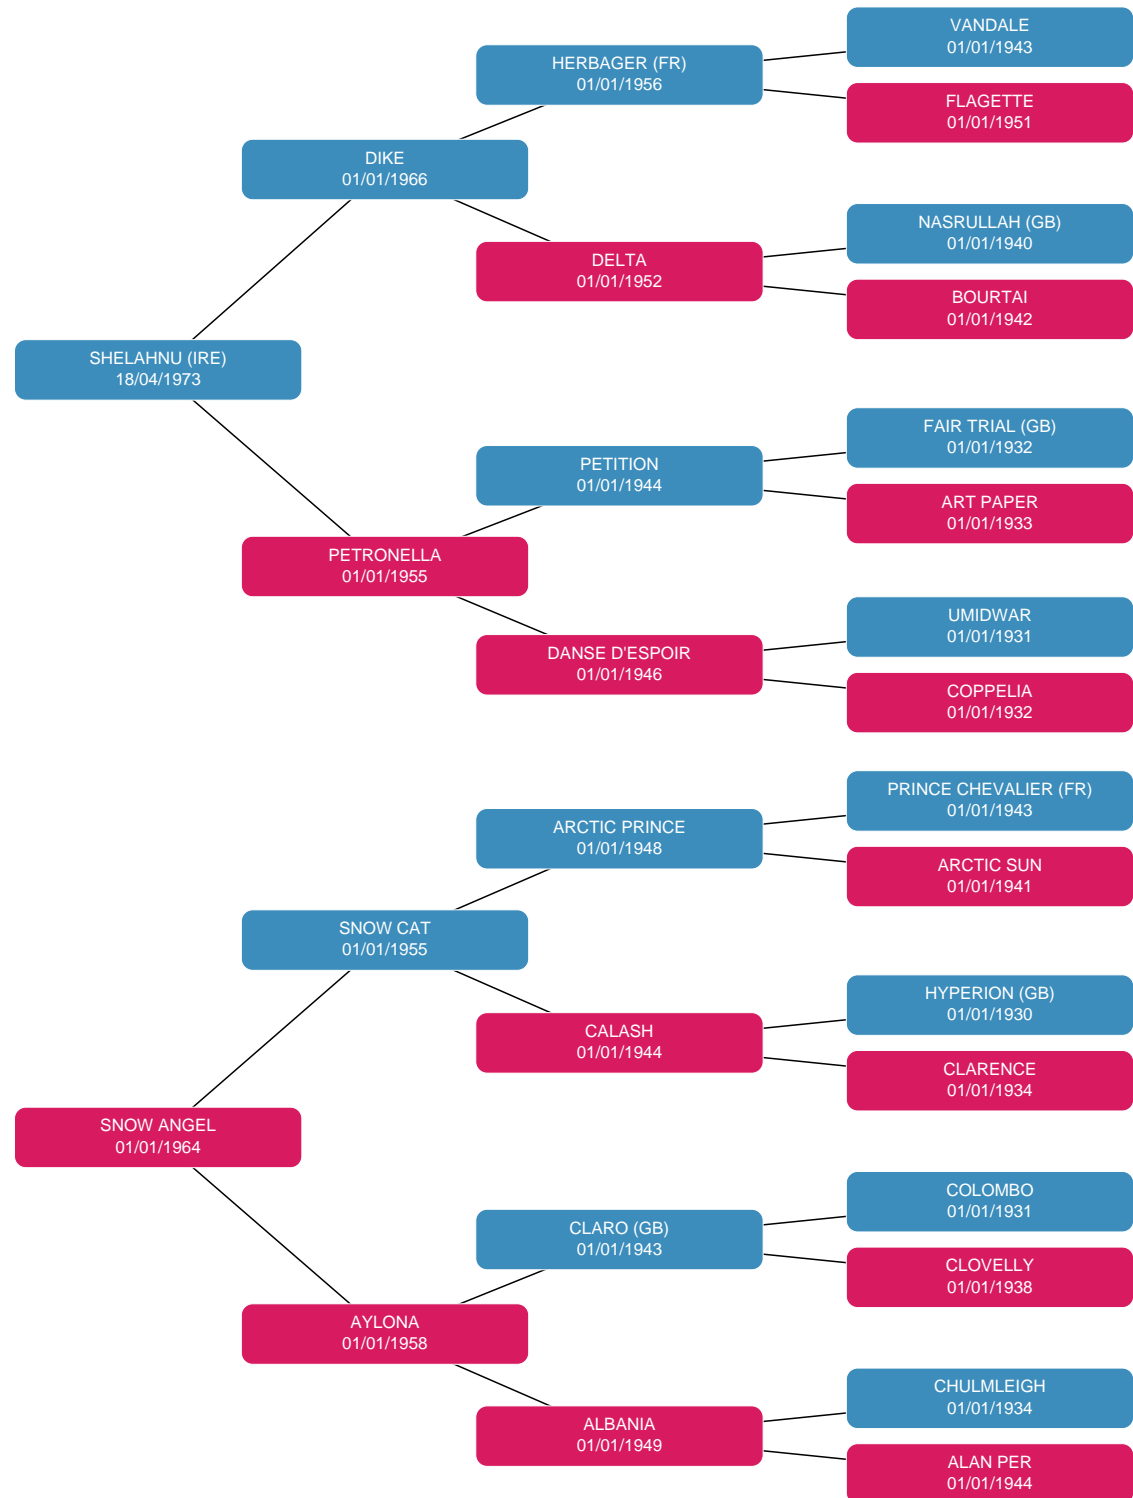 VANDALE
01/01/1943
HERBAGER (FR)
01/01/1956
FLAGETTE
01/01/1951
DIKE
01/01/1966
NASRULLAH (GB)
01/01/1940
DELTA
01/01/1952
BOURTAI
01/01/1942
SHELAHNU (IRE)
18/04/1973
FAIR TRIAL (GB)
01/01/1932
PETITION
01/01/1944
ART PAPER
01/01/1933
PETRONELLA
01/01/1955
UMIDWAR
01/01/1931
DANSE D'ESPOIR
01/01/1946
COPPELIA
01/01/1932
PRINCE CHEVALIER (FR)
01/01/1943
ARCTIC PRINCE
01/01/1948
ARCTIC SUN
01/01/1941
SNOW CAT
01/01/1955
HYPERION (GB)
01/01/1930
CALASH
01/01/1944
CLARENCE
01/01/1934
SNOW ANGEL
01/01/1964
COLOMBO
01/01/1931
CLARO (GB)
01/01/1943
CLOVELLY
01/01/1938
AYLONA
01/01/1958
CHULMLEIGH
01/01/1934
ALBANIA
01/01/1949
ALAN PER
01/01/1944